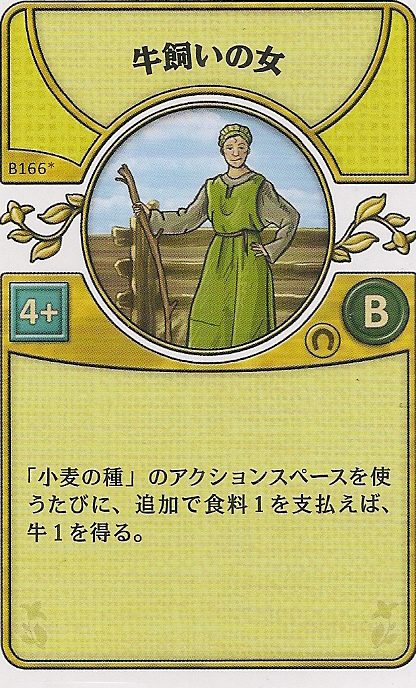 牛飼いの女
B166*
4+
B
「小麦の種」のアクションスペースを使
うたびに、追加で食料1を支払えば、
牛1を得る。